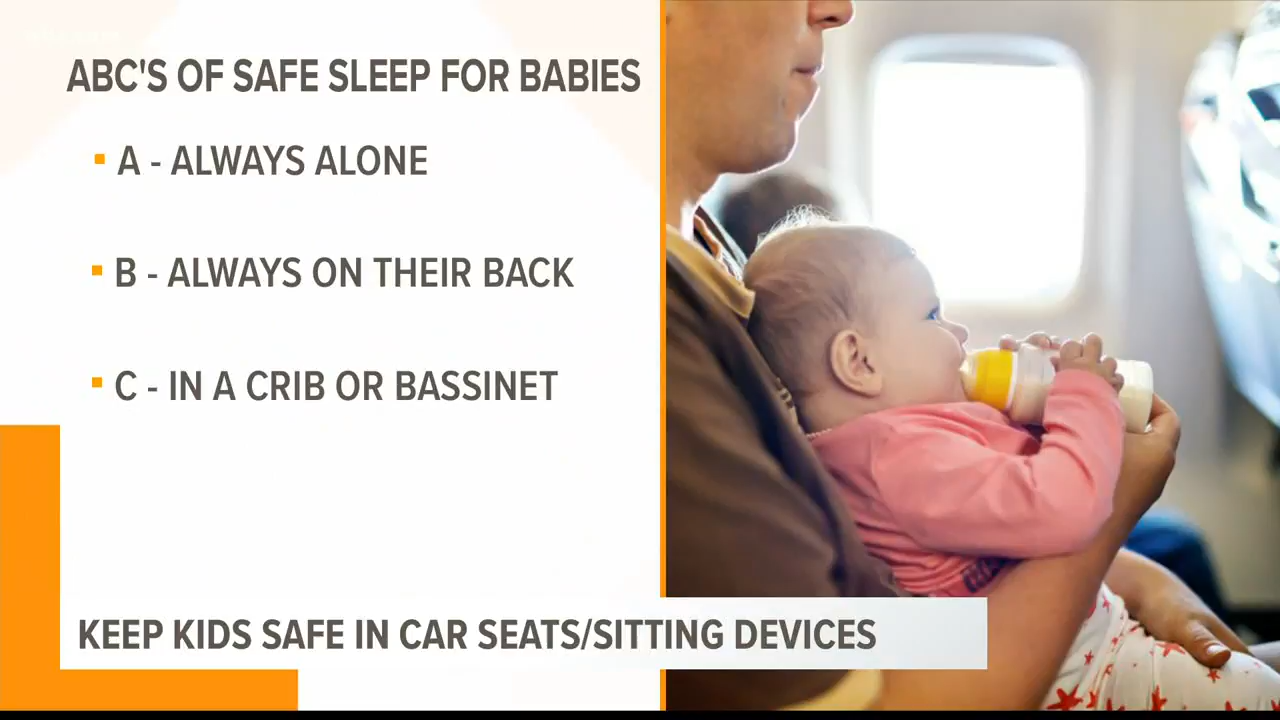 ABC'S OF SAFE SLEEP FOR BABIES
A - ALWAYS ALONE
B - ALWAYS ON THEIR BACK
C - IN A CRIB OR BASSINET
KEEP KIDS SAFE IN CAR SEATS/SITTING DEVICES